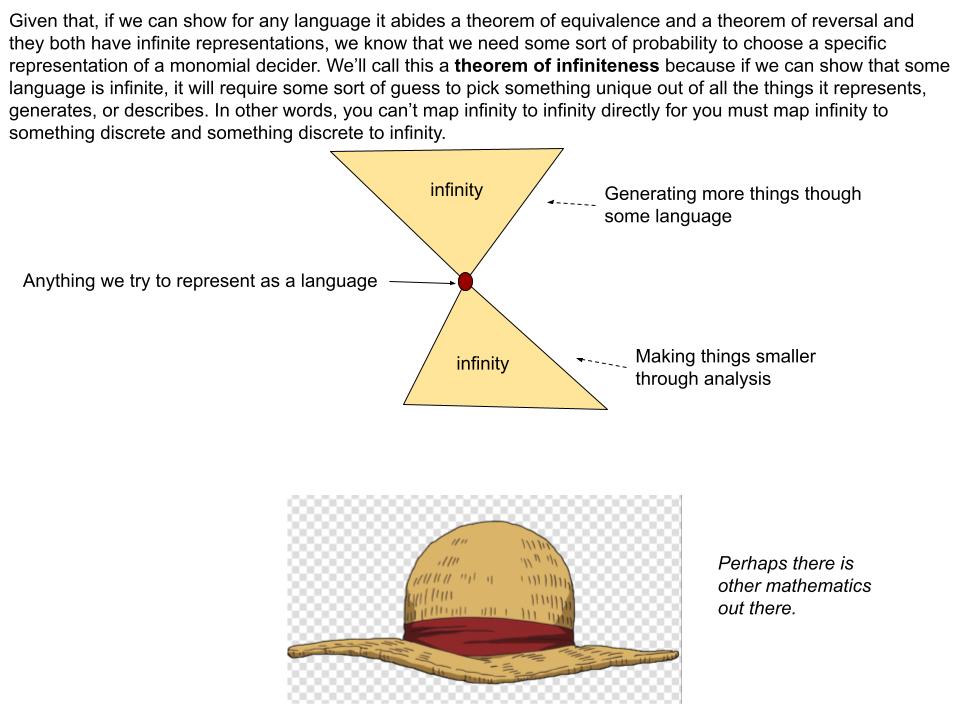 Given that, if we can show for any language it abides a theorem of equivalence and a theorem of reversal and
they both have infinite representations, we know that we need some sort of probability to choose a specific
representation of a monomial decider. We’ll call this a theorem of infiniteness because if we can show that some
language is infinite, it will require some sort of guess to pick something unique out of all the things it represents,
generates, or describes. In other words, you can’t map infinity to infinity directly for you must map infinity to
something discrete and something discrete to infinity.
infinity
Generating more things though
some language
Anything we try to represent as a language
infinity
Making things smaller
through analysis
Perhaps there is
other mathematics
out there.